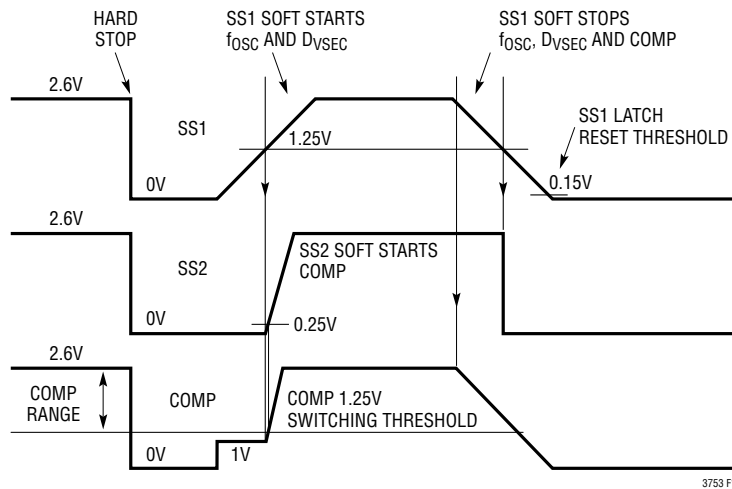 HARD
STOP
SS1 SOFT STARTS
fOSC AND DVSEC
SS1 SOFT STOPS
fOSC, DVSEC AND COMP
2.6V
SS1
1.25V
SS1 LATCH
RESET THRESHOLD
0V
0.15V
2.6V
SS2
SS2 SOFT STARTS
COMP
0V
0.25V
2.6V
COMP
RANGE
COMP
COMP 1.25V
SWITCHING THRESHOLD
0V
1V